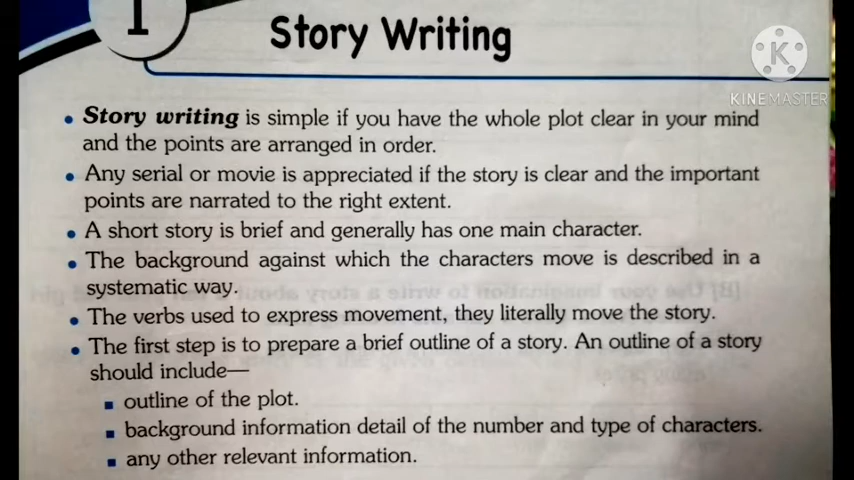 1
Story Writing
K
KINEMASTER
• Story writing is simple if you have the whole plot clear in your mind
and the points are arranged in order.
• Any serial or movie is appreciated if the story is clear and the important
points are narrated to the right extent.
• A short story is brief and generally has one main character.
• The background against which the characters move is described in a
systematic way.
• The verbs used to express movement, they literally move the story.
• The first step is to prepare a brief outline of a story. An outline of a story
should include—
▪ outline of the plot.
▪ background information detail of the number and type of characters.
▪ any other relevant information.